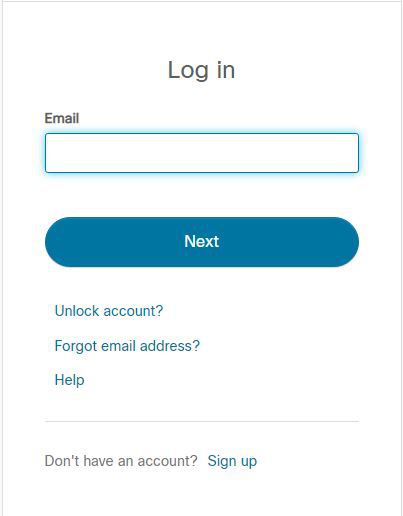 Log in
Email
Next
Unlock account?
Forgot email address?
Help
Don't have an account? Sign up